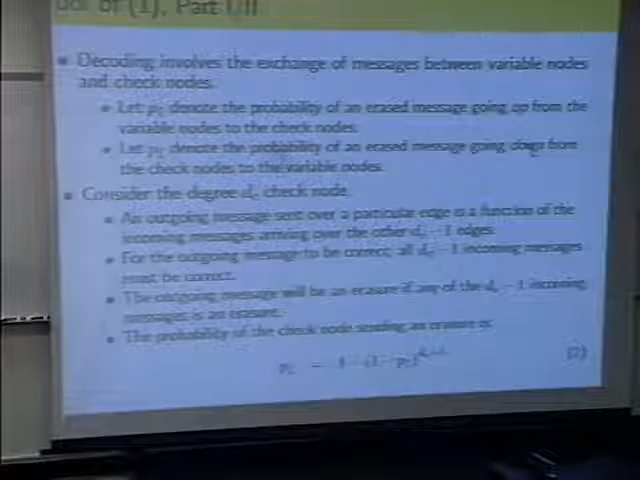 of (1), Part I/II
Decoding involves the exchange of messages between variable nodes
and check nodes.
Let denote the probability of an erased message going up from the
variable nodes to the check nodes.
Let denote the probability of an erased message going down from
the check nodes to the variable nodes.
Consider the degree d_c check node.
An outgoing message sent over a particular edge is a function of the
incoming messages arriving over the other d_c − 1 edges.
For the outgoing message to be correct, all d_c − 1 incoming messages
must be correct.
The outgoing message will be an erasure if any of the d_c − 1 incoming
messages is an erasure.
The probability of the check node sending an erasure is
(2)